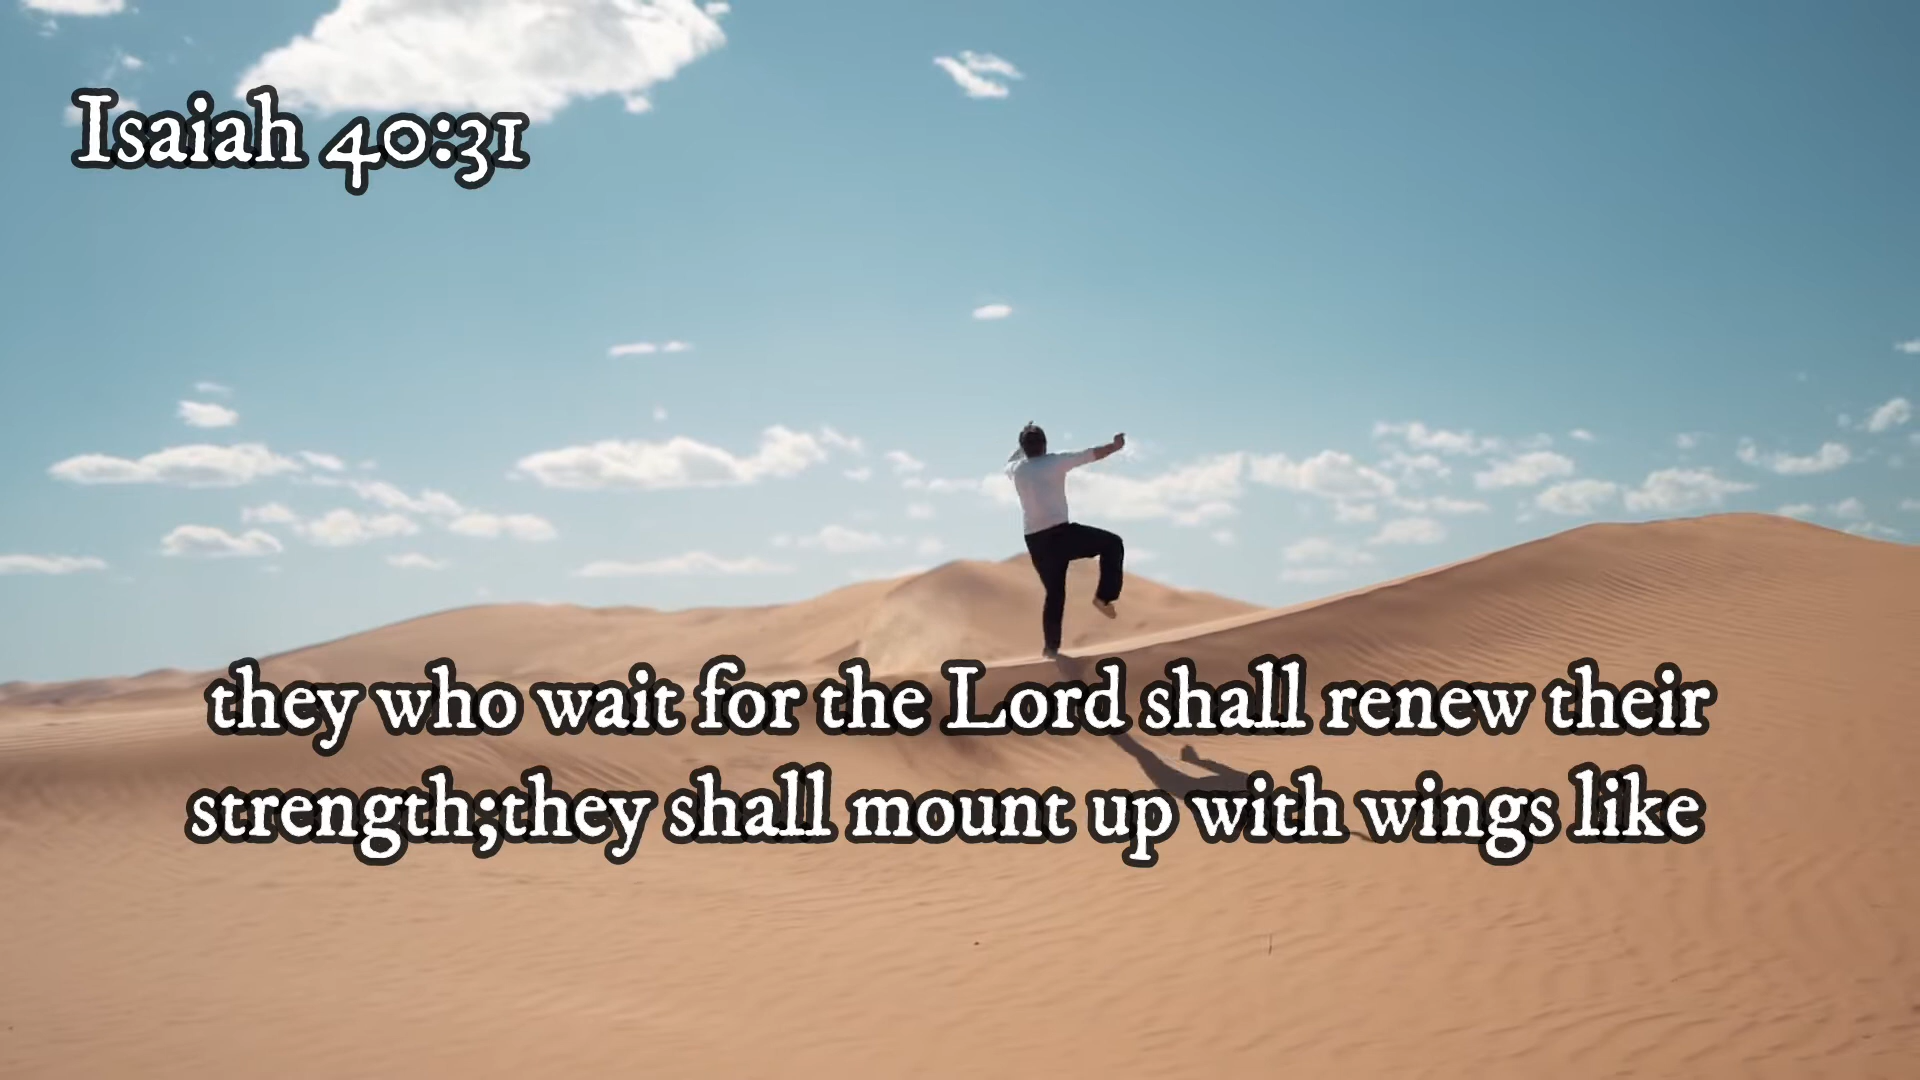 Isaiah 40:31
they who wait for the Lord shall renew their
strength;they shall mount up with wings like